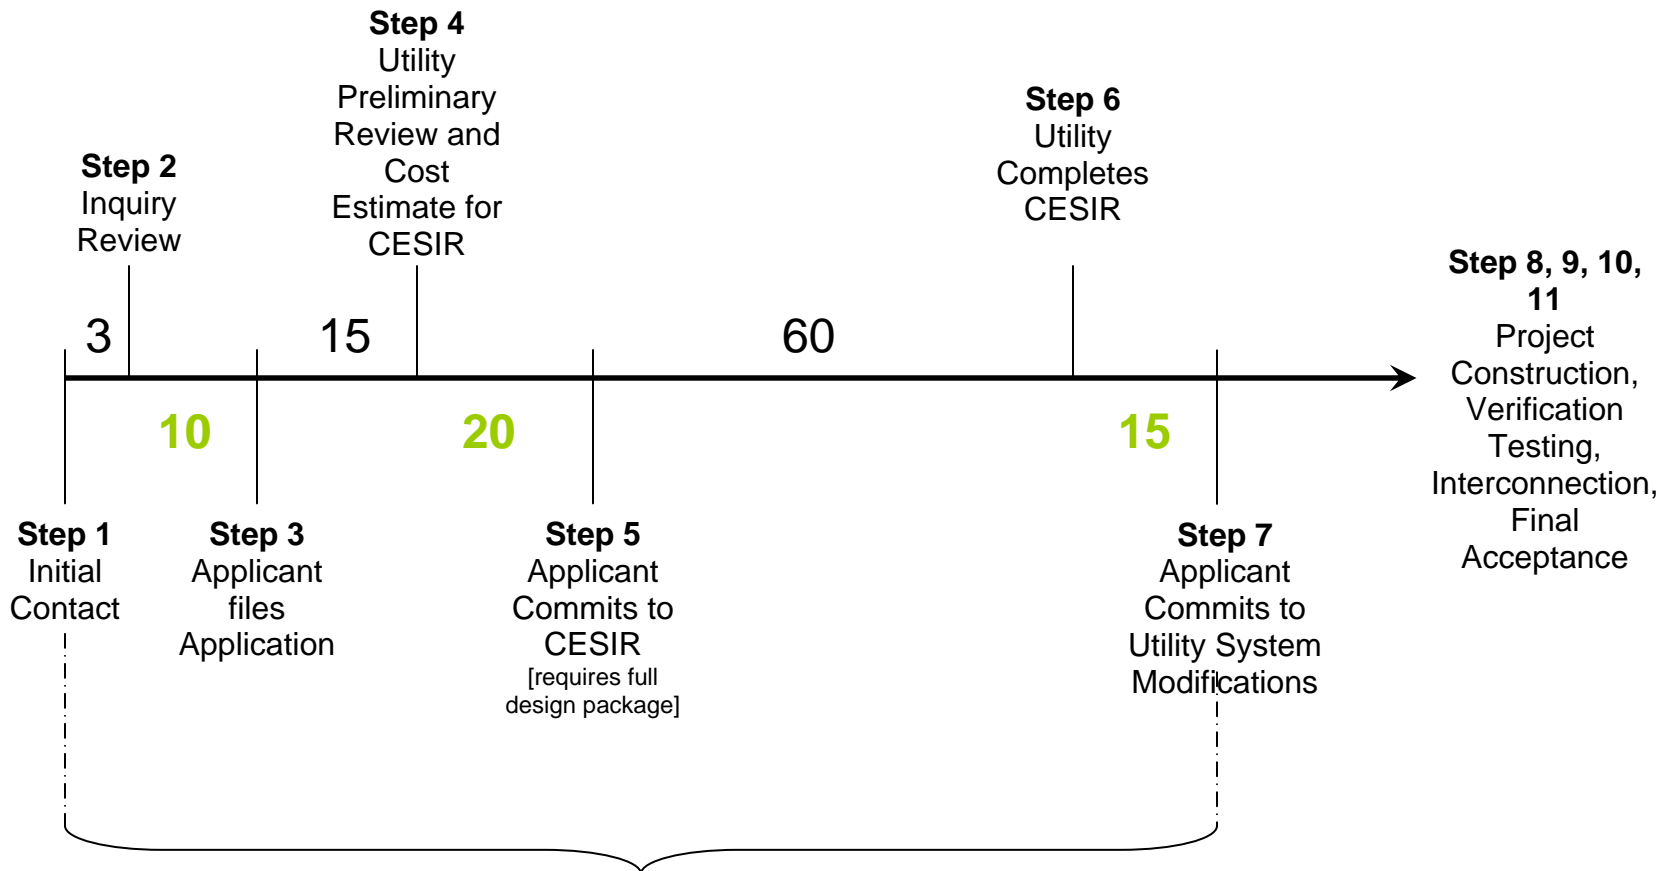 Step 4
Utility
Preliminary
Review and
Cost
Estimate for
CESIR
Step 6
Utility
Completes
CESIR
Step 2
Inquiry
Review
Step 8, 9, 10,
11
Project
Construction,
Verification
Testing,
Interconnection,
Final
Acceptance
3
15
60
10
20
15
Step 1
Initial
Contact
Step 3
Applicant
files
Application
Step 5
Applicant
Commits to
CESIR
[requires full
design package]
Step 7
Applicant
Commits to
Utility System
Modifications